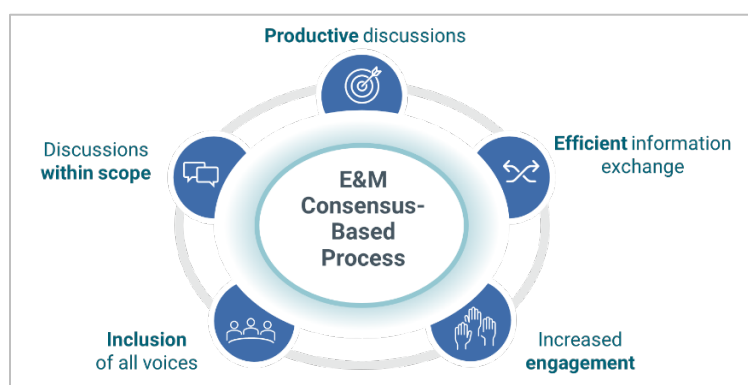 Productive discussions
Discussions
within scope
Efficient information
exchange
E&M
Consensus-
Based
Process
Inclusion
of all voices
Increased
engagement